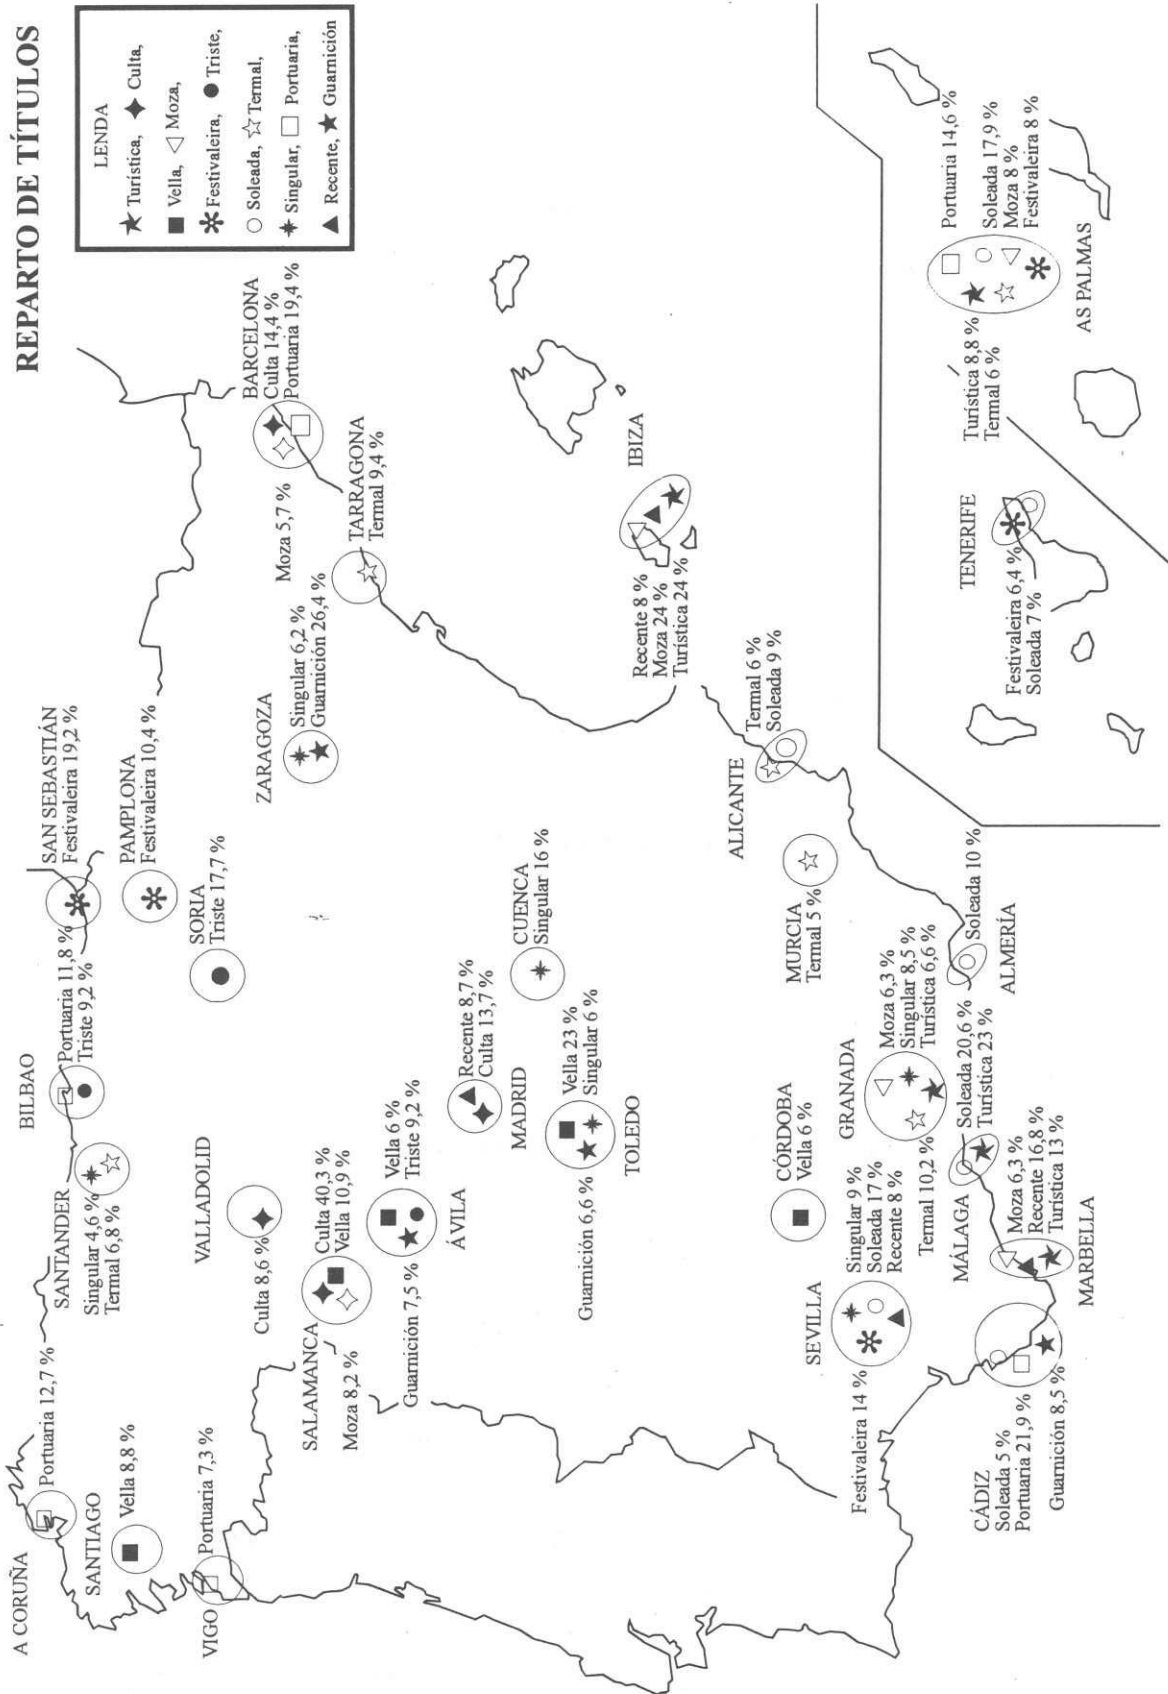 REPARTO DE TÍTULOS
LENDA
Turística, Culta,
Vella, Moza,
Festivaleira, Triste,
Soleada, Termal,
Singular, Portuaria,
Recente, Guarnición
A CORUÑA
Portuaria 12,7 %
SANTIAGO
Vella 8,8 %
VIGO
Portuaria 7,3 %
SANTANDER
Singular 4,6 %
Termal 6,8 %
BILBAO
Portuaria 11,8 %
Triste 9,2 %
SAN SEBASTIÁN
Festivaleira 19,2 %
PAMPLONA
Festivaleira 10,4 %
SORIA
Triste 17,7 %
VALLADOLID
Culta 8,6 %
ZARAGOZA
Singular 6,2 %
Guarnición 26,4 %
BARCELONA
Culta 14,4 %
Portuaria 19,4 %
Moza 5,7 %
TARRAGONA
Termal 9,4 %
SALAMANCA
Culta 40,3 %
Vella 10,9 %
Moza 8,2 %
Vella 6 %
Triste 9,2 %
ÁVILA
Guarnición 7,5 %
Recente 8,7 %
Culta 13,7 %
MADRID
CUENCA
Singular 16 %
Vella 23 %
Singular 6 %
TOLEDO
Guarnición 6,6 %
IBIZA
Recente 8 %
Moza 24 %
Turística 24 %
ALICANTE
Termal 6 %
Soleada 9 %
MURCIA
Termal 5 %
CÓRDOBA
Vella 6 %
SEVILLA
Singular 9 %
Soleada 17 %
Recente 8 %
Festivaleira 14 %
GRANADA
Moza 6,3 %
Singular 8,5 %
Turística 6,6 %
Termal 10,2 %
MÁLAGA
Soleada 20,6 %
Turística 23 %
Soleada 10 %
ALMERÍA
Moza 6,3 %
Recente 16,8 %
Turística 13 %
MARBELLA
CÁDIZ
Soleada 5 %
Portuaria 21,9 %
Guarnición 8,5 %
TENERIFE
Festivaleira 6,4 %
Soleada 7 %
Turística 8,8 %
Termal 6 %
Portuaria 14,6 %
Soleada 17,9 %
Moza 8 %
Festivaleira 8 %
AS PALMAS